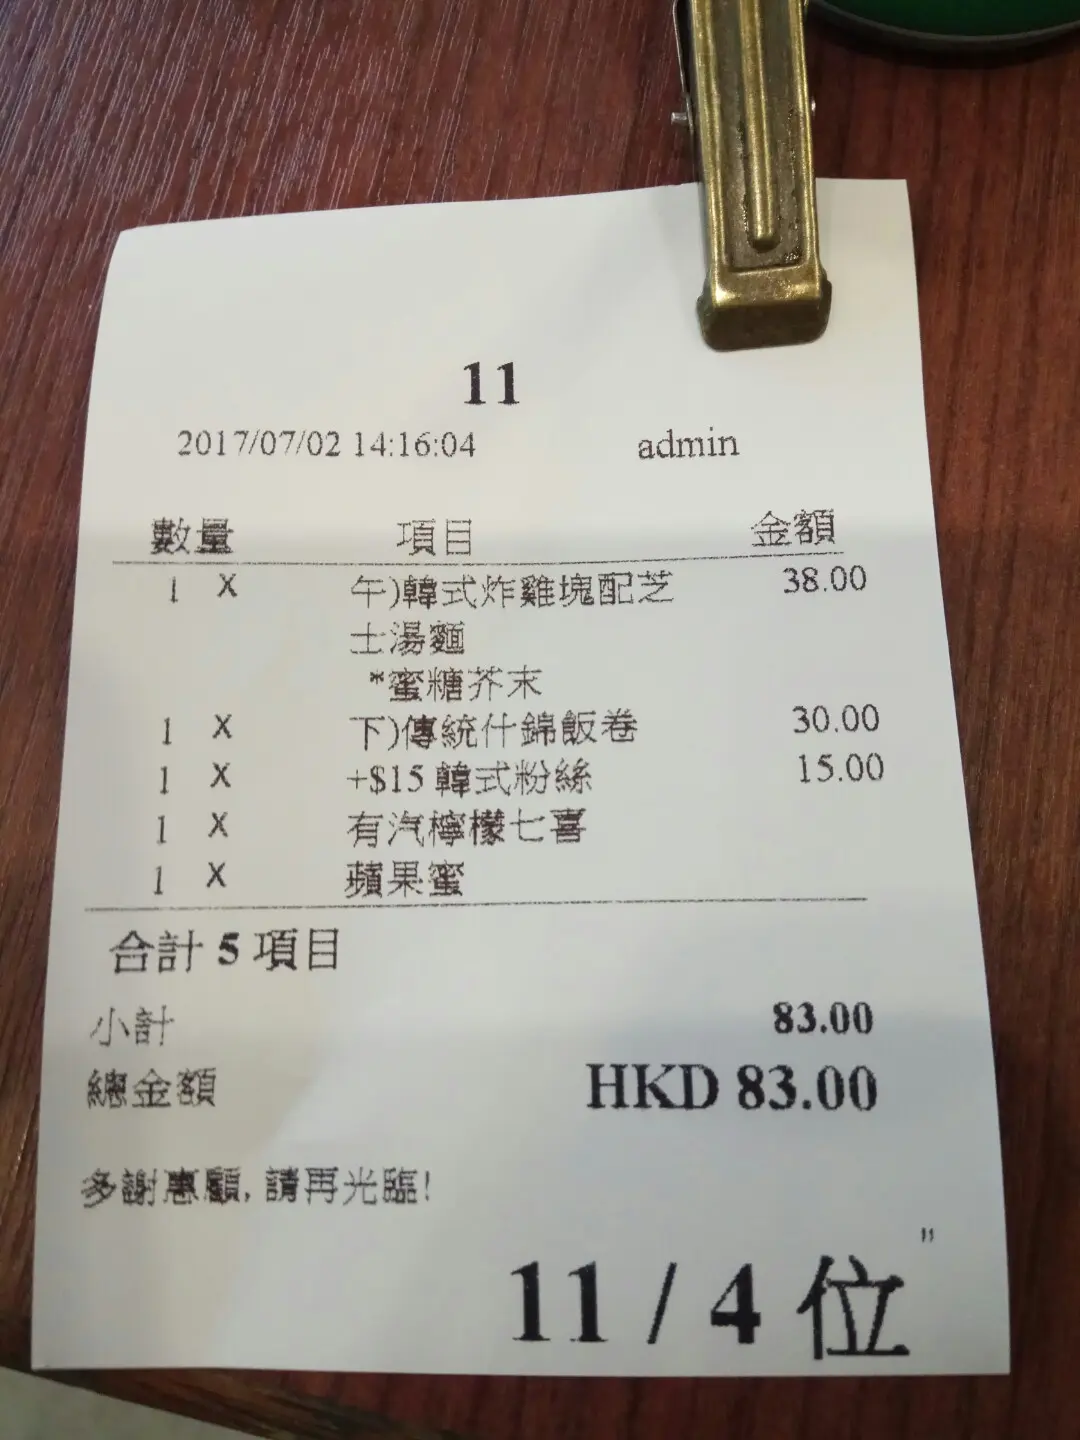 11
2017/07/02 14:16:04 admin
數量 項目 金額
1 X 午)韓式炸雞塊配芝 38.00
士湯麵
*蜜糖芥末
1 X 下)傳統什錦飯卷 30.00
1 X +$15 韓式粉絲 15.00
1 X 有汽檸檬七喜
1 X 蘋果蜜
合計 5 項目
小計 83.00
總金額 HKD 83.00
多謝惠顧, 請再光臨!
"
11 / 4 位